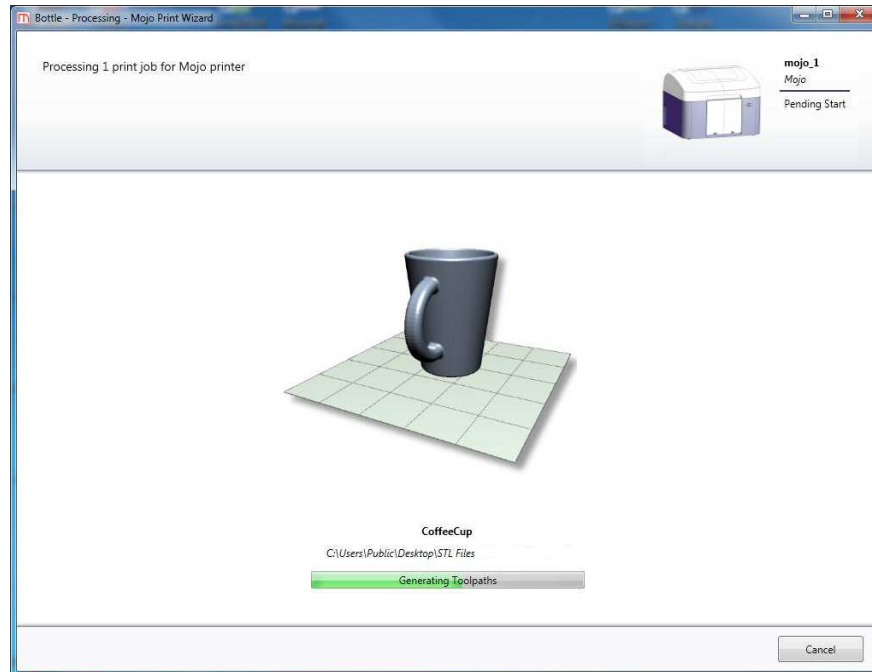 Bottle - Processing - Mojo Print Wizard
Processing 1 print job for Mojo printer
mojo_1
Mojo
Pending Start
CoffeeCup
C:\Users\Public\Desktop\STL Files
Generating Toolpaths
Cancel